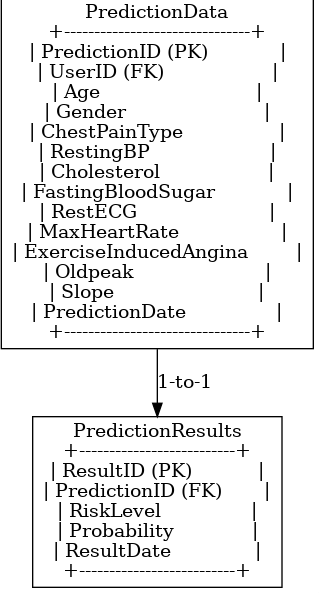 PredictionData
+-------------------------------+
| PredictionID (PK) |
| UserID (FK) |
| Age |
| Gender |
| ChestPainType |
| RestingBP |
| Cholesterol |
| FastingBloodSugar |
| RestECG |
| MaxHeartRate |
| ExerciseInducedAngina |
| Oldpeak |
| Slope |
| PredictionDate |
+-------------------------------+
1-to-1
PredictionResults
+--------------------------+
| ResultID (PK) |
| PredictionID (FK) |
| RiskLevel |
| Probability |
| ResultDate |
+--------------------------+